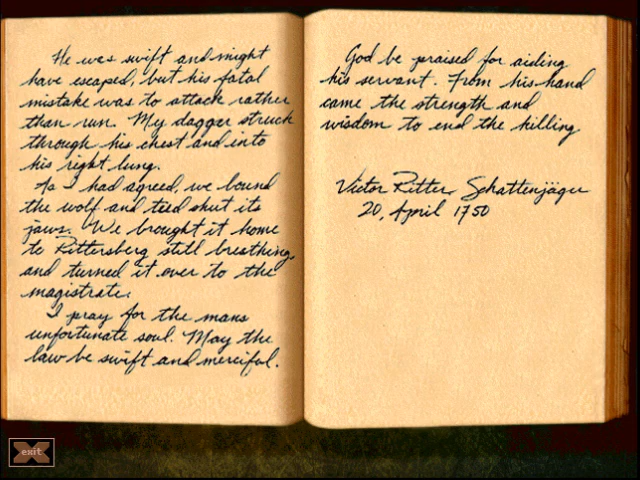 He was swift and might
have escaped, but his fatal
mistake was to attack rather
than run. My dagger struck
through his chest and into
his right lung.
As I had agreed, we bound
the wolf and tied shut its
jaws. We brought it home
to Rittersberg still breathing,
and turned it over to the
magistrate.
I pray for the mans
unfortunate soul. May the
law be swift and merciful.
God be praised for aiding
his servant. From his hand
came the strength and
wisdom to end the killing
Victor Ritter, Schattenjäger
20, April 1750
exit